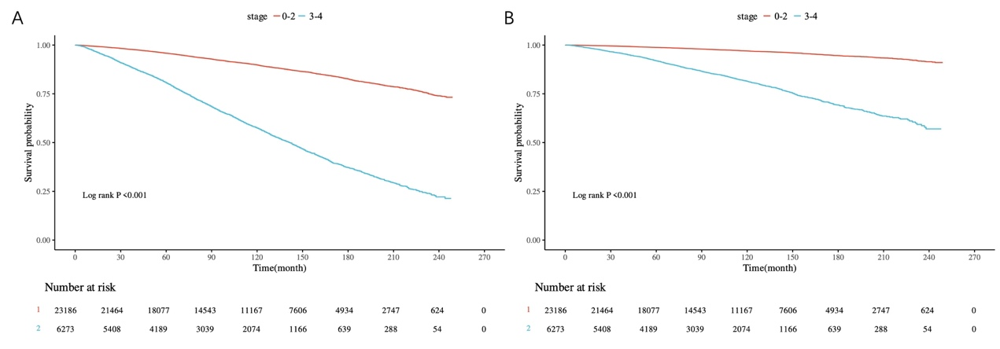 A
stage 0-2 3-4
Survival probability
1.00
0.75
0.50
0.25
0.00
Log rank P <0.001
0 30 60 90 120 150 180 210 240 270
Time(month)
Number at risk
1 23186 21464 18077 14543 11167 7606 4934 2747 624 0
2 6273 5408 4189 3039 2074 1166 639 288 54 0
B
stage 0-2 3-4
Survival probability
1.00
0.75
0.50
0.25
0.00
Log rank P <0.001
0 30 60 90 120 150 180 210 240 270
Time(month)
Number at risk
1 23186 21464 18077 14543 11167 7606 4934 2747 624 0
2 6273 5408 4189 3039 2074 1166 639 288 54 0